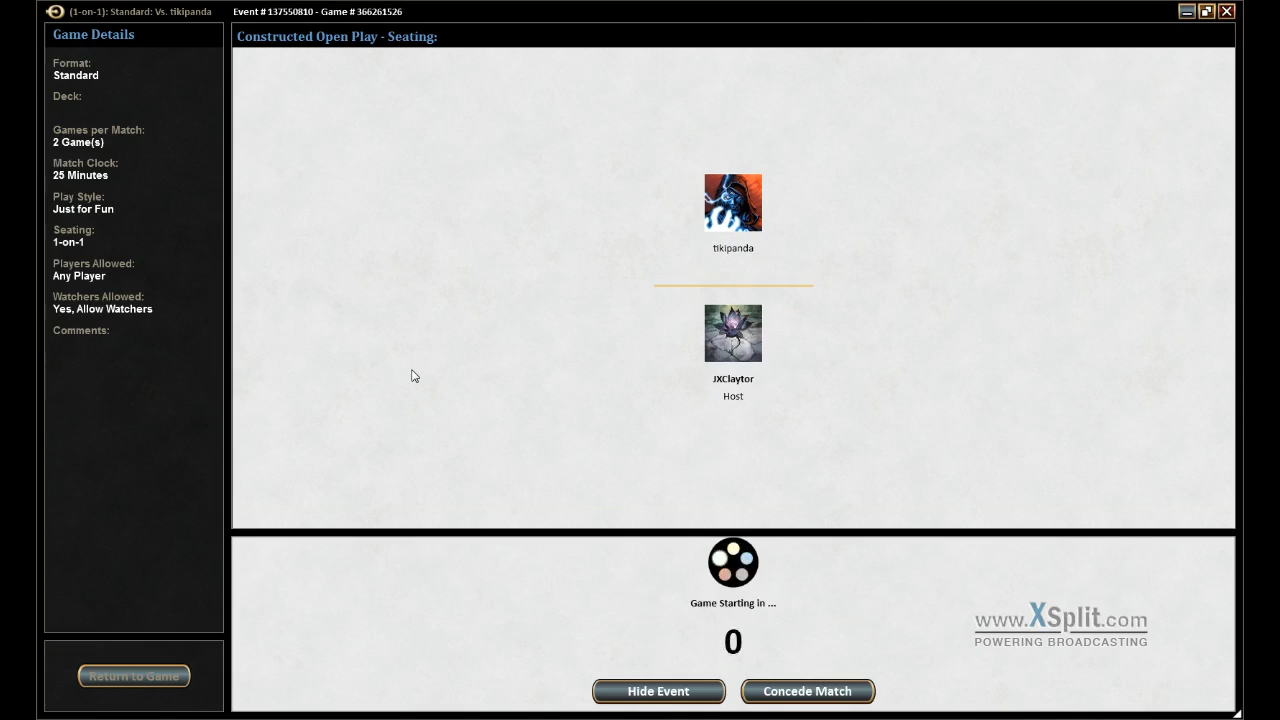 (1-on-1): Standard: Vs. tikipanda
Event # 137550810 - Game # 366261526
Game Details
Format:
Standard
Deck:
Games per Match:
2 Game(s)
Match Clock:
25 Minutes
Play Style:
Just for Fun
Seating:
1-on-1
Players Allowed:
Any Player
Watchers Allowed:
Yes, Allow Watchers
Comments:
Return to Game
Constructed Open Play - Seating:
tikipanda
JXClaytor
Host
Game Starting in ...
0
Hide Event
Concede Match
www.XSplit.com
POWERING BROADCASTING